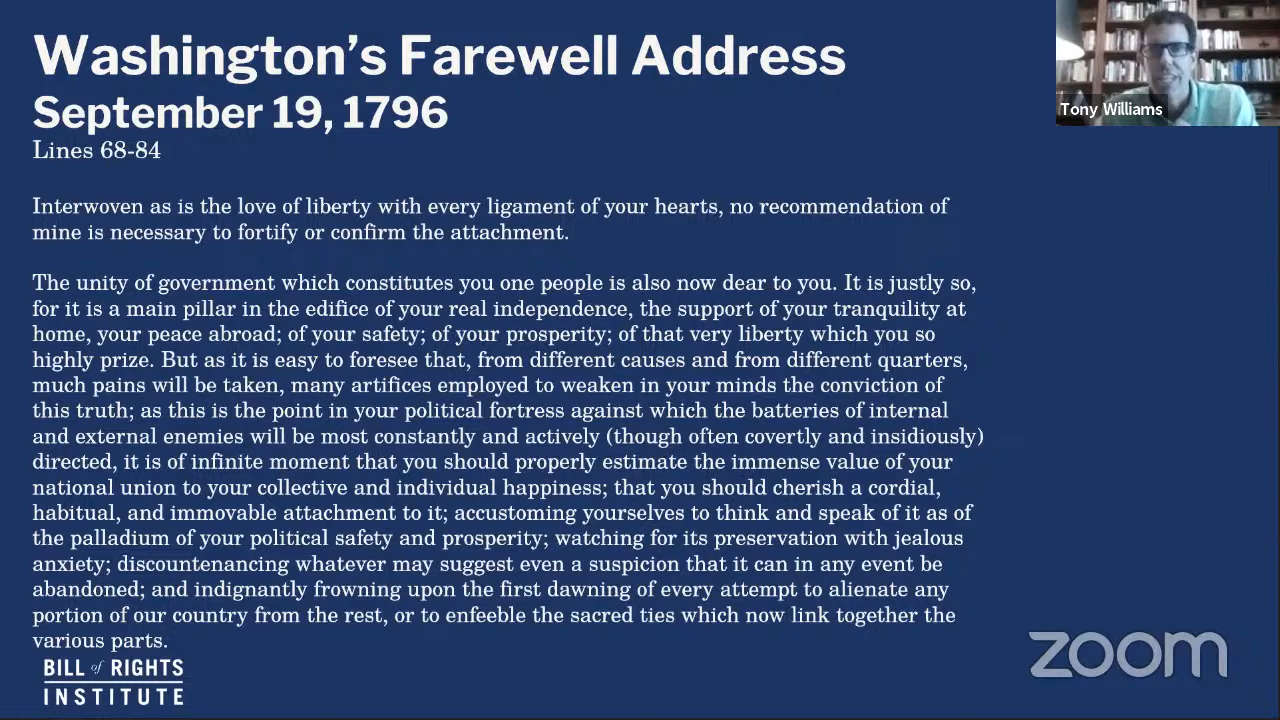 Washington’s Farewell Address
September 19, 1796
Lines 68-84
Interwoven as is the love of liberty with every ligament of your hearts, no recommendation of
mine is necessary to fortify or confirm the attachment.
The unity of government which constitutes you one people is also now dear to you. It is justly so,
for it is a main pillar in the edifice of your real independence, the support of your tranquility at
home, your peace abroad; of your safety; of your prosperity; of that very liberty which you so
highly prize. But as it is easy to foresee that, from different causes and from different quarters,
much pains will be taken, many artifices employed to weaken in your minds the conviction of
this truth; as this is the point in your political fortress against which the batteries of internal
and external enemies will be most constantly and actively (though often covertly and insidiously)
directed, it is of infinite moment that you should properly estimate the immense value of your
national union to your collective and individual happiness; that you should cherish a cordial,
habitual, and immovable attachment to it; accustoming yourselves to think and speak of it as of
the palladium of your political safety and prosperity; watching for its preservation with jealous
anxiety; discountenancing whatever may suggest even a suspicion that it can in any event be
abandoned; and indignantly frowning upon the first dawning of every attempt to alienate any
portion of our country from the rest, or to enfeeble the sacred ties which now link together the
various parts.
BILL of RIGHTS
INSTITUTE
Tony Williams
zoom